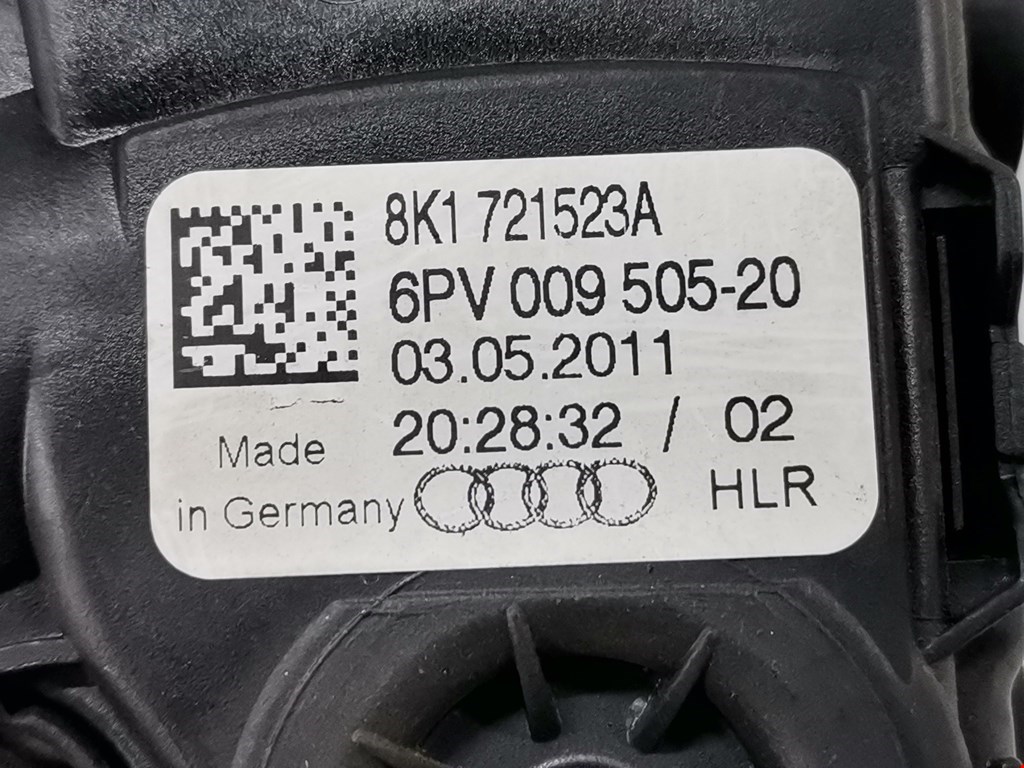 8K1 721523A
6PV 009 505-20
03.05.2011
20:28:32 / 02
Made
in Germany
HLR